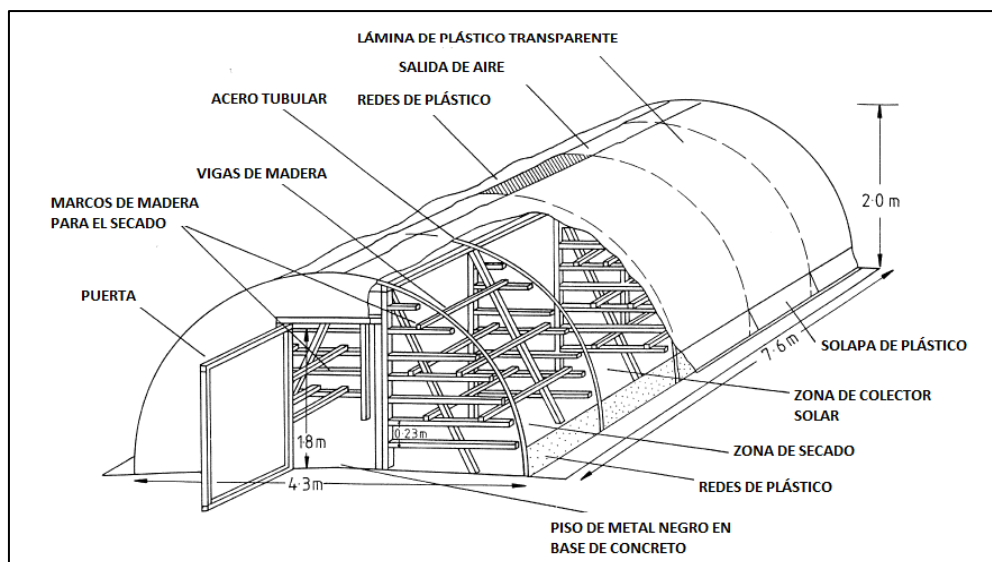 LÁMINA DE PLÁSTICO TRANSPARENTE
SALIDA DE AIRE
ACERO TUBULAR
REDES DE PLÁSTICO
VIGAS DE MADERA
MARCOS DE MADERA
PARA EL SECADO
2·0 m
PUERTA
SOLAPA DE PLÁSTICO
7·6m
ZONA DE COLECTOR
SOLAR
0·23m
1·8m
ZONA DE SECADO
4·3m
REDES DE PLÁSTICO
PISO DE METAL NEGRO EN
BASE DE CONCRETO